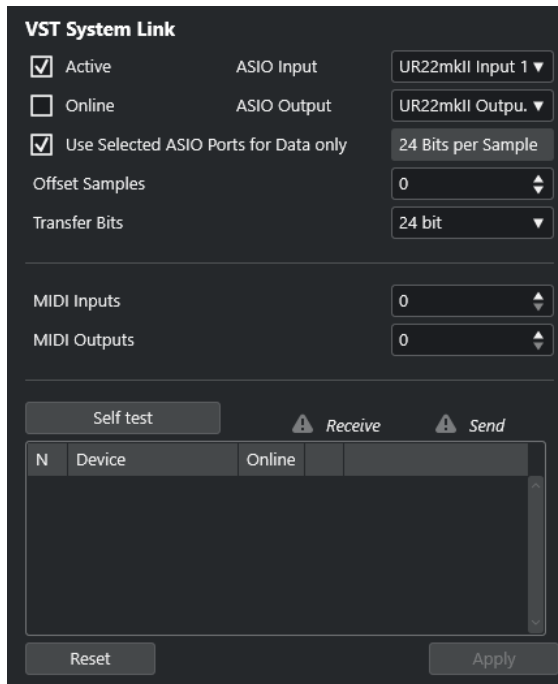 VST System Link
Active ASIO Input UR22mkII Input 1
Online ASIO Output UR22mkII Outpu.
Use Selected ASIO Ports for Data only 24 Bits per Sample
Offset Samples 0
Transfer Bits 24 bit
MIDI Inputs 0
MIDI Outputs 0
Self test Receive Send
N Device Online
Reset Apply